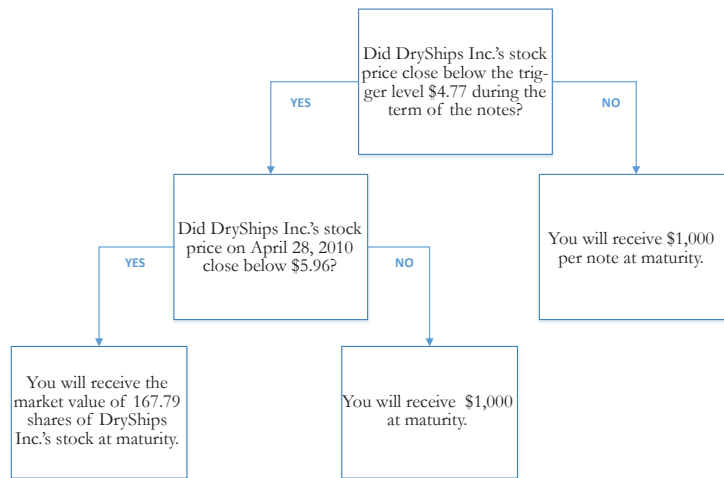 Did DryShips Inc.'s stock
price close below the trig-
ger level $4.77 during the
term of the notes?
YES
NO
Did DryShips Inc.'s stock
price on April 28, 2010
close below $5.96?
You will receive $1,000
per note at maturity.
YES
NO
You will receive the
market value of 167.79
shares of DryShips
Inc.'s stock at maturity.
You will receive  $1,000
at maturity.